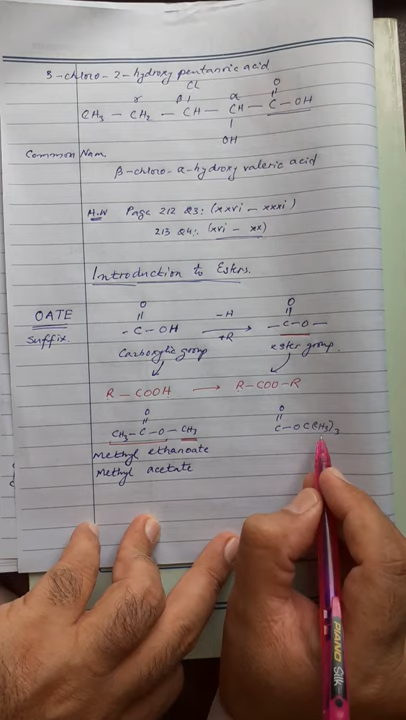 3-chloro-2-hydroxy pentanoic acid
Cl O
γ β α
CH₃ — CH₂ — CH — CH — C — OH
OH
Common Nam.
β-chloro-α-hydroxy valeric acid
H.W Page 212 Q3: (xxvi — xxxi)
213 Q4:. (xvi — xx)
Introduction to Esters.
OATE
Suffix.
O O
- C — OH —H +R — C — O —
Carboxylic group ester group.
R — COOH → R — COO — R
O O
CH₃ — C — O — CH₃ C — OC(CH₃)₃
Methyl ethanoate
Methyl acetate
PIANO Silk